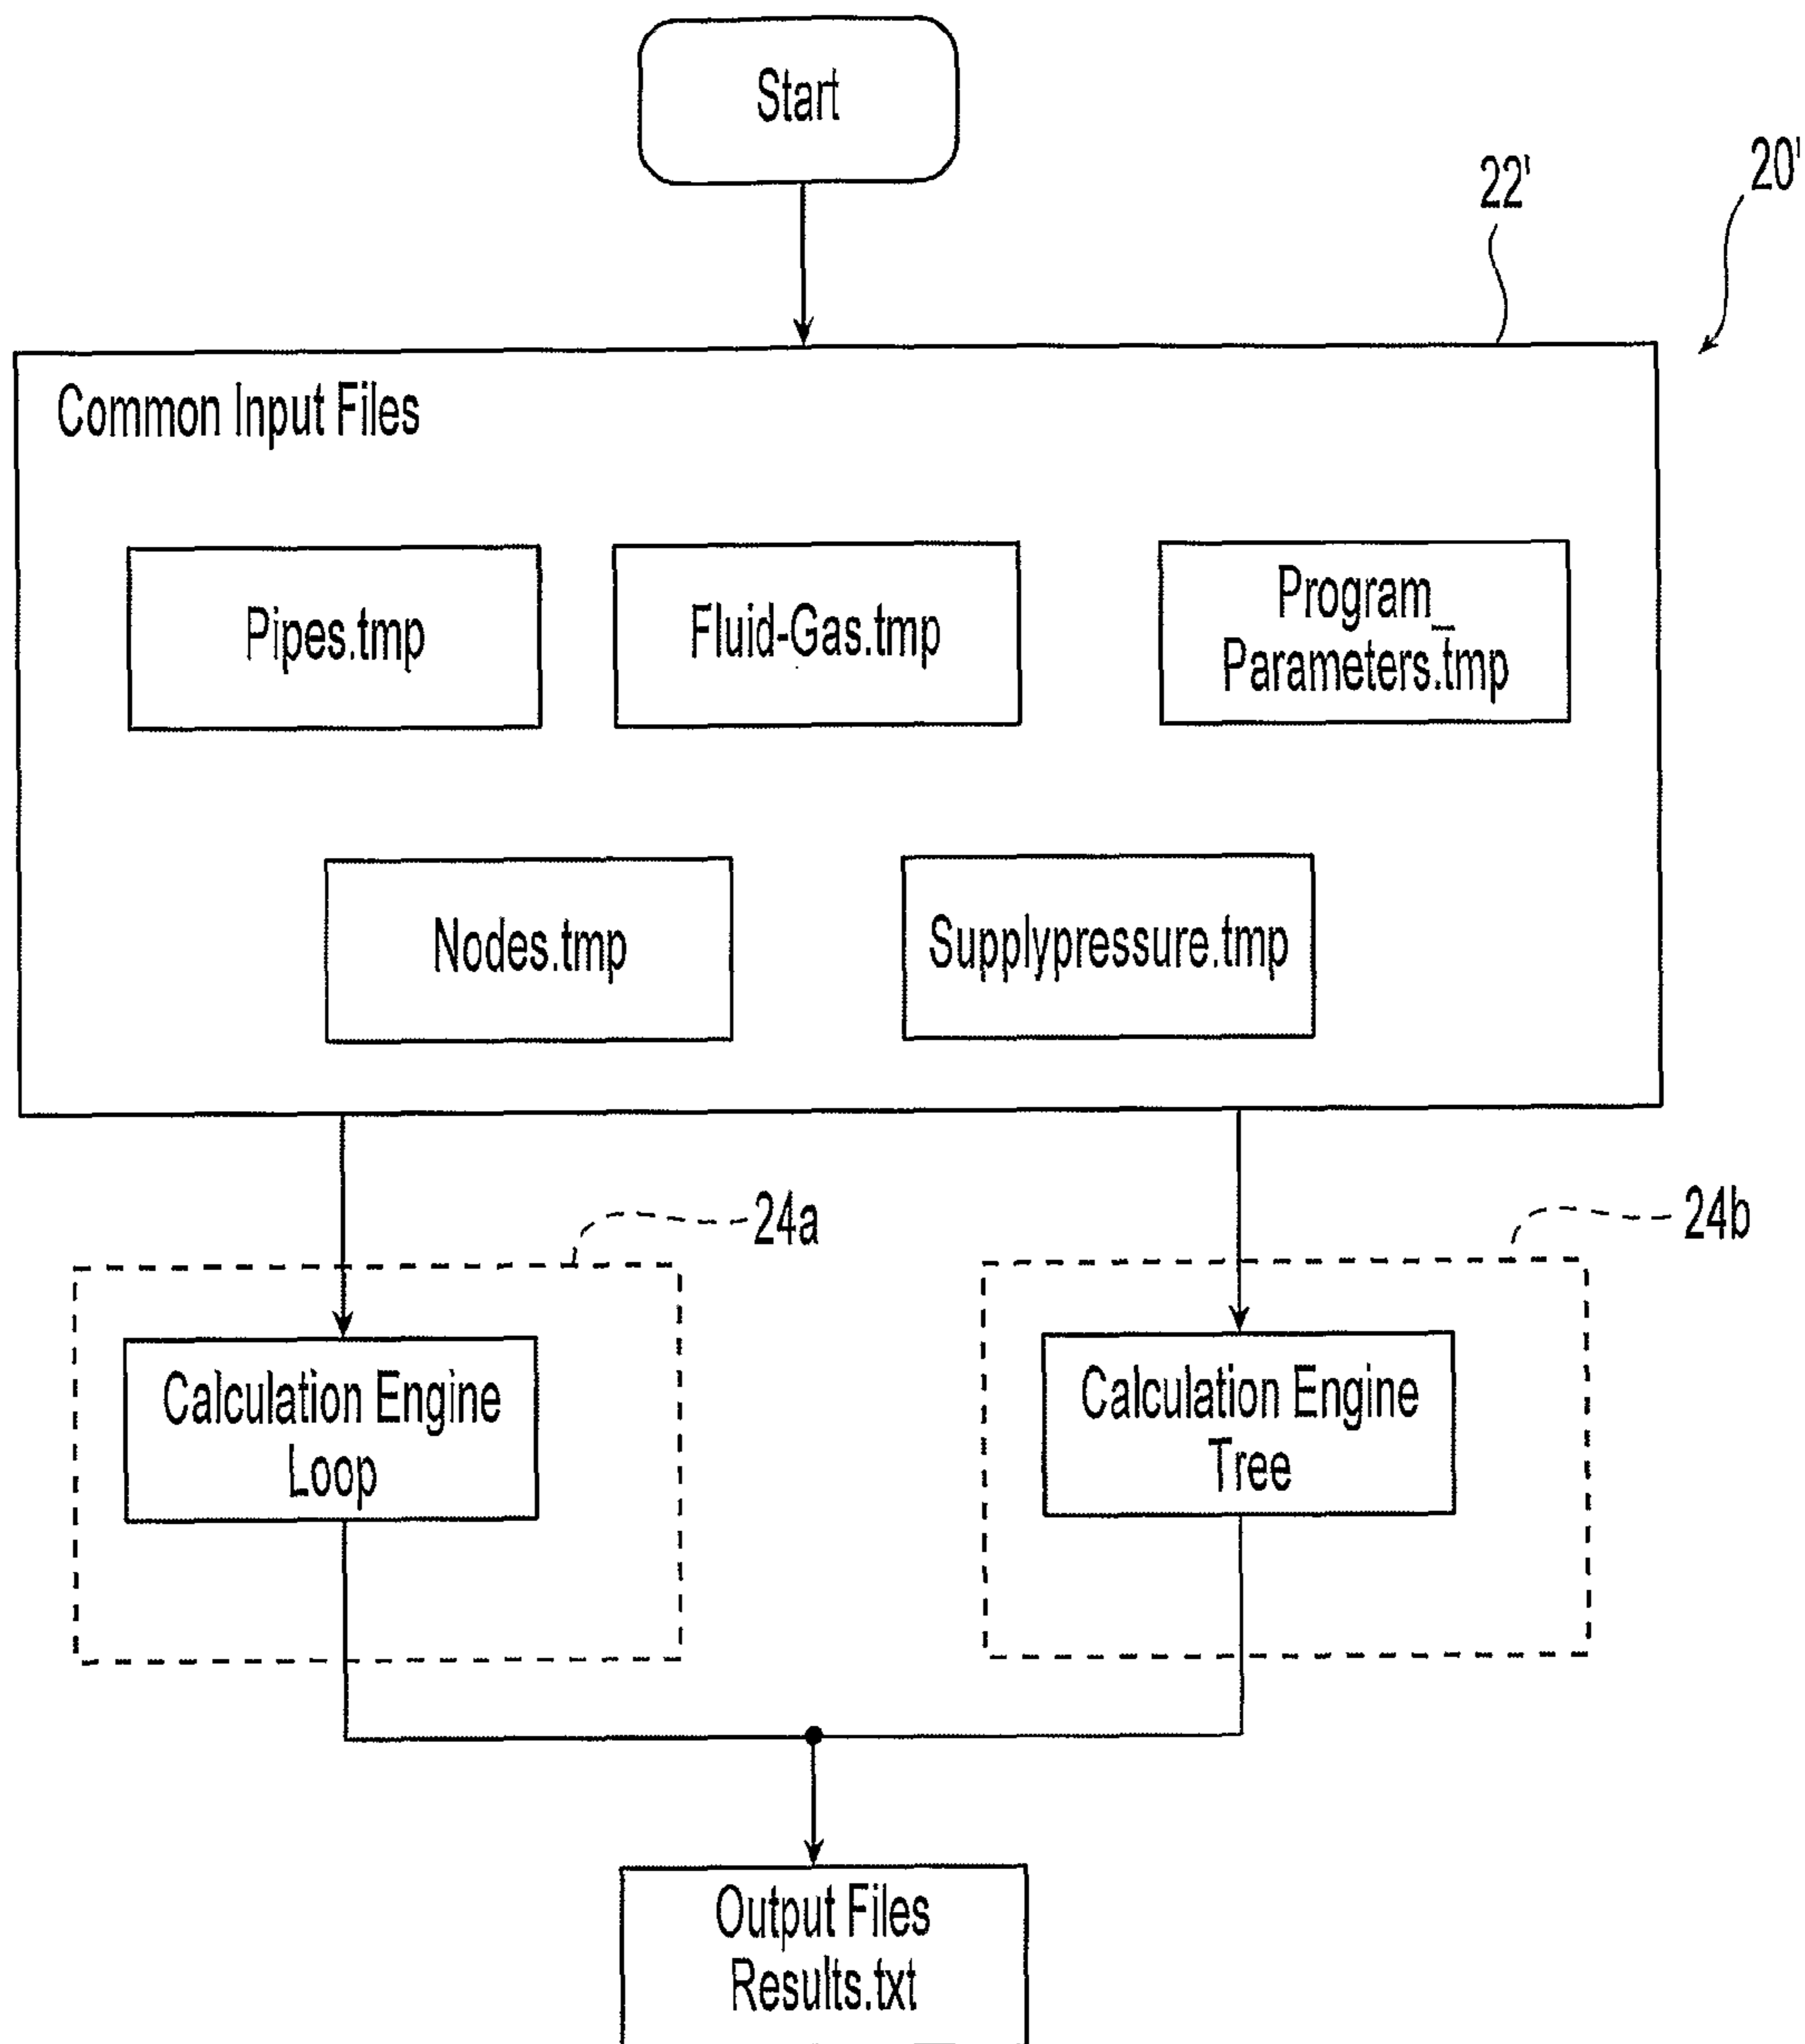 Start
22'
20'
Common Input Files
Pipes.tmp
Fluid-Gas.tmp
Program_
Parameters.tmp
Nodes.tmp
Supplypressure.tmp
24a
24b
Calculation Engine
Loop
Calculation Engine
Tree
Output Files
Results.txt